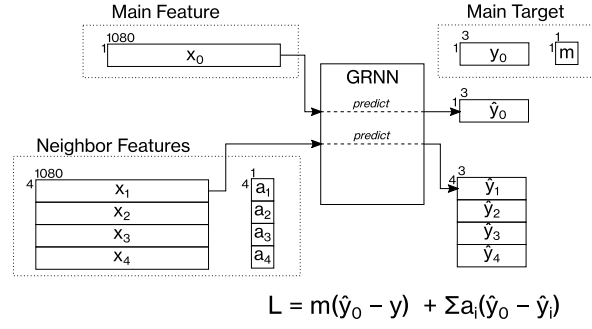 Main Feature
1080
1
x₀
GRNN
predict
predict
Main Target
3
1
y₀
1
1
m
3
1
ŷ₀
Neighbor Features
1080
4
x₁
x₂
x₃
x₄
1
4
a₁
a₂
a₃
a₄
3
4
ŷ₁
ŷ₂
ŷ₃
ŷ₄
L = m(ŷ₀ − y) + Σaᵢ(ŷ₀ − ŷᵢ)